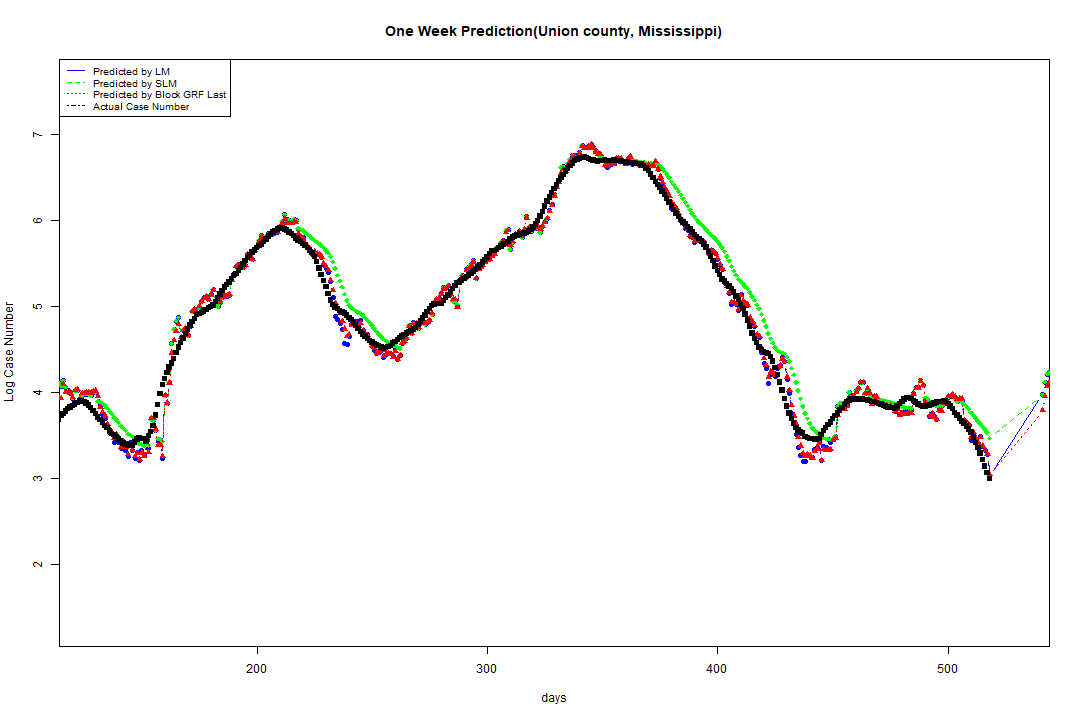 One Week Prediction(Union county, Mississippi)
Predicted by LM
Predicted by SLM
Predicted by Block GRF Last
Actual Case Number
7
6
5
4
3
2
Log Case Number
200
300
400
500
days